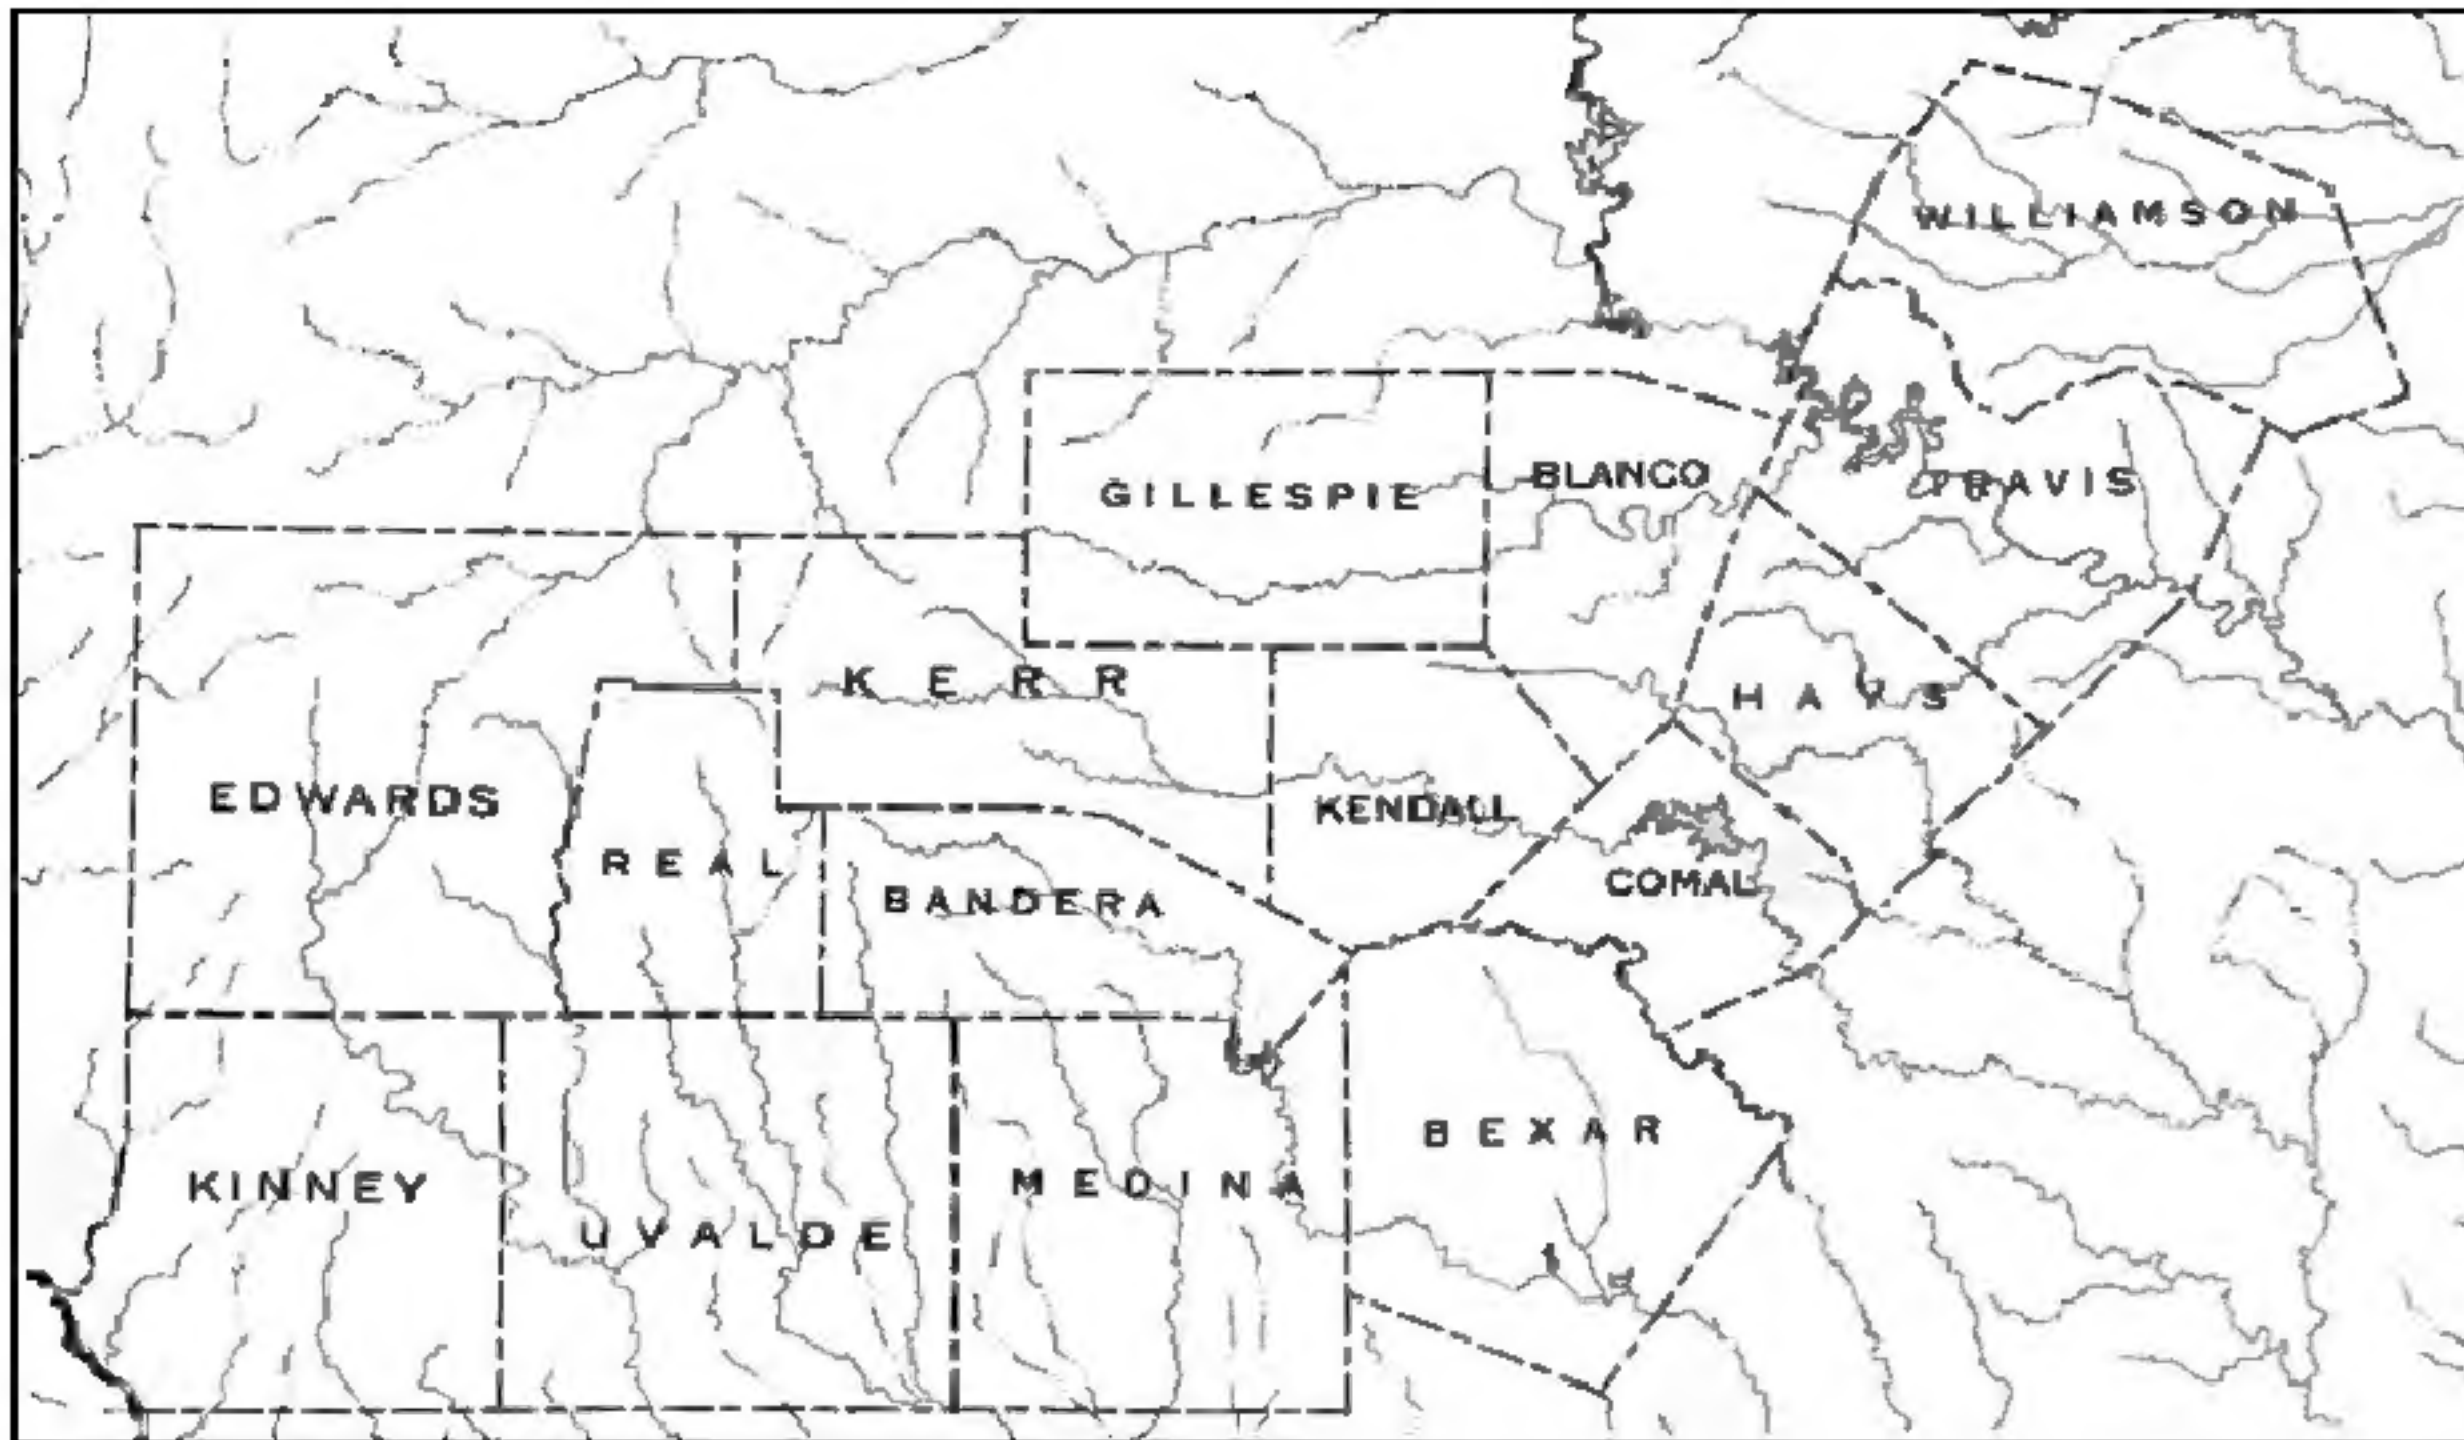 WILLIAMSON
GILLESPIE
BLANCO
TRAVIS
KERR
HAYS
EDWARDS
REAL
KENDALL
COMAL
BANDERA
KINNEY
UVALDE
MEDINA
BEXAR